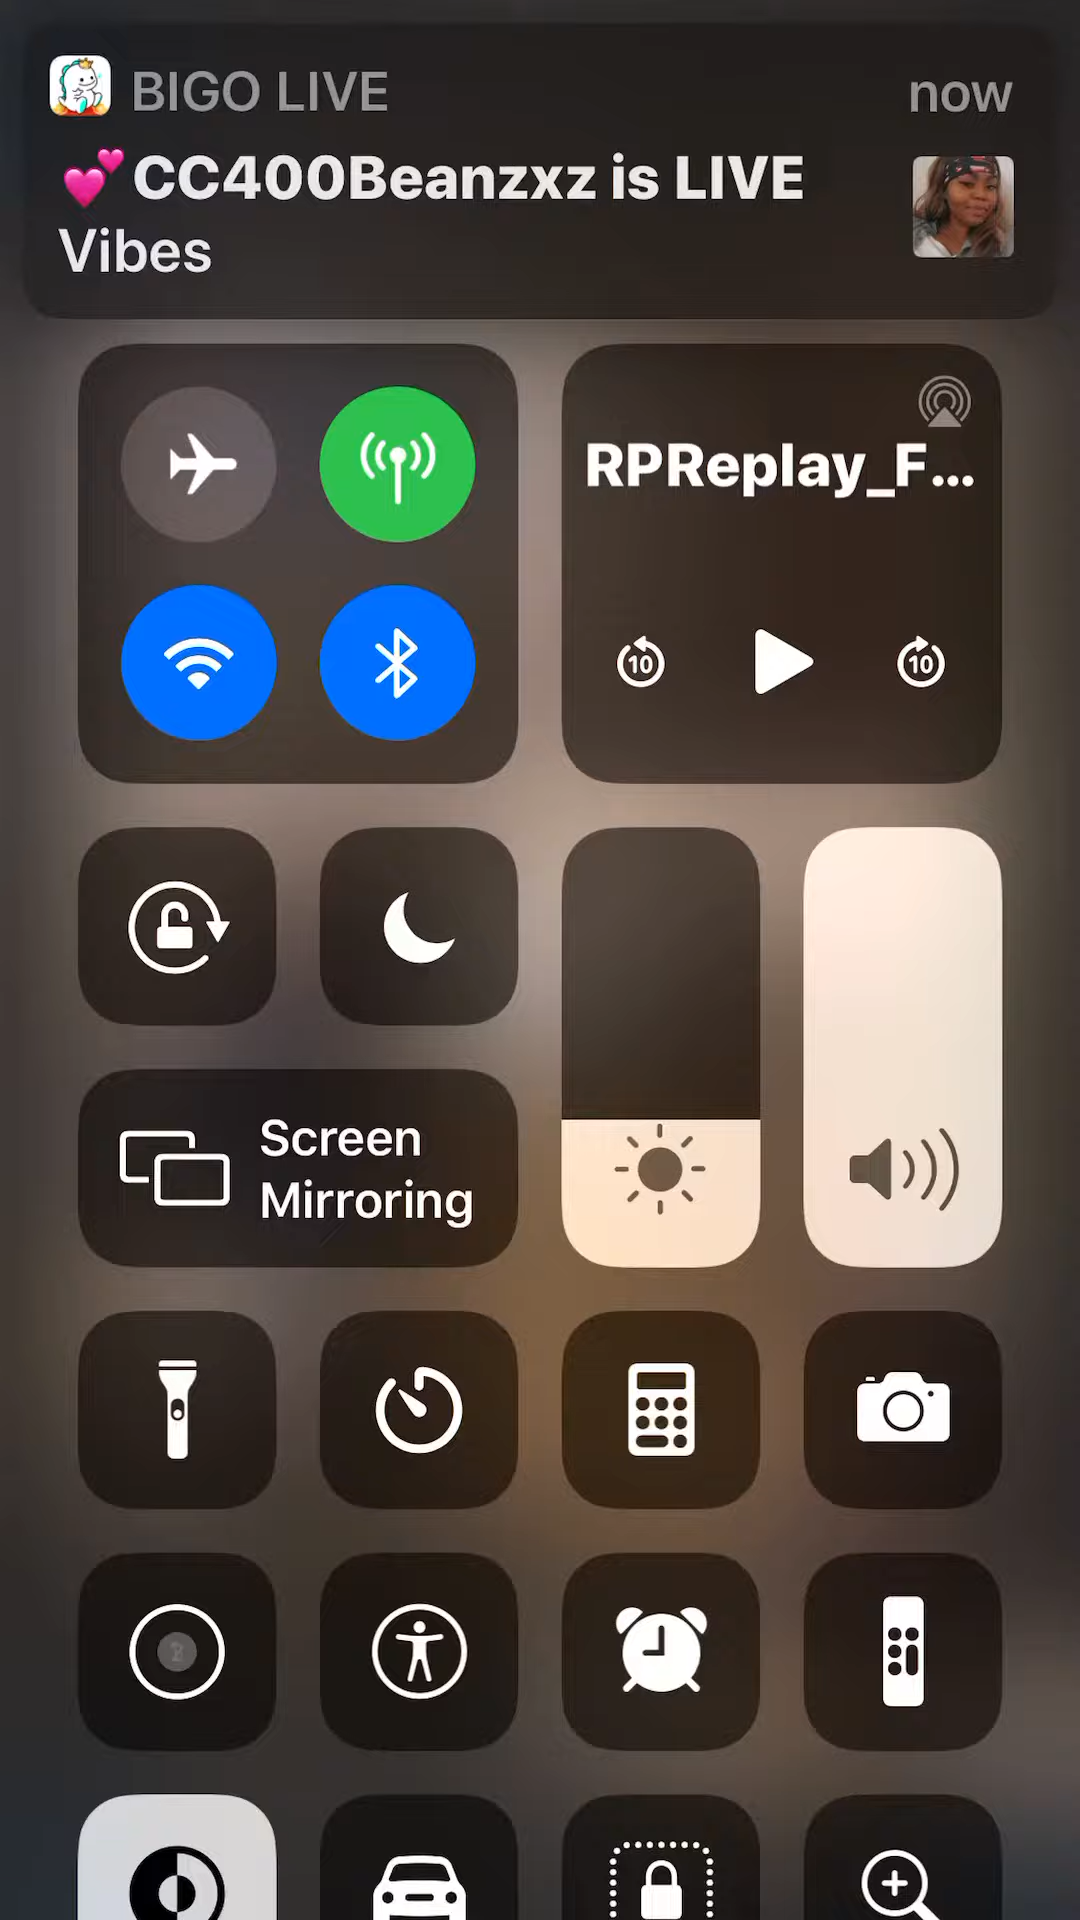 BIGO LIVE
now
💕CC400Beanzxz is LIVE
Vibes
RPReplay_F...
10
10
Screen
Mirroring